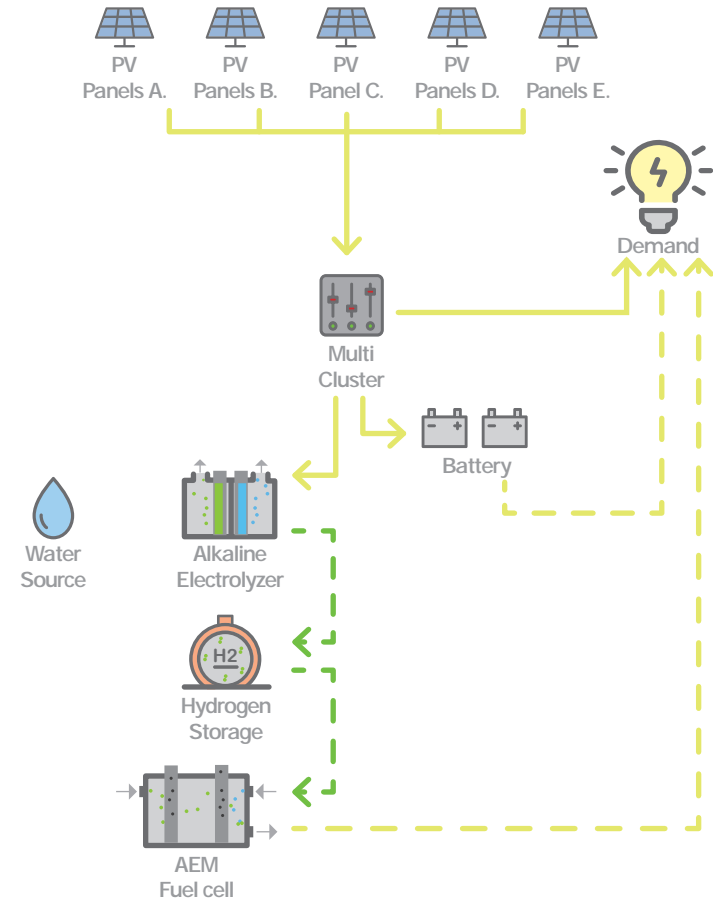 PV
Panels A.
PV
Panels B.
PV
Panel C.
PV
Panels D.
PV
Panels E.
Demand
Multi
Cluster
Battery
Water
Source
Alkaline
Electrolyzer
H2
Hydrogen
Storage
AEM
Fuel cell